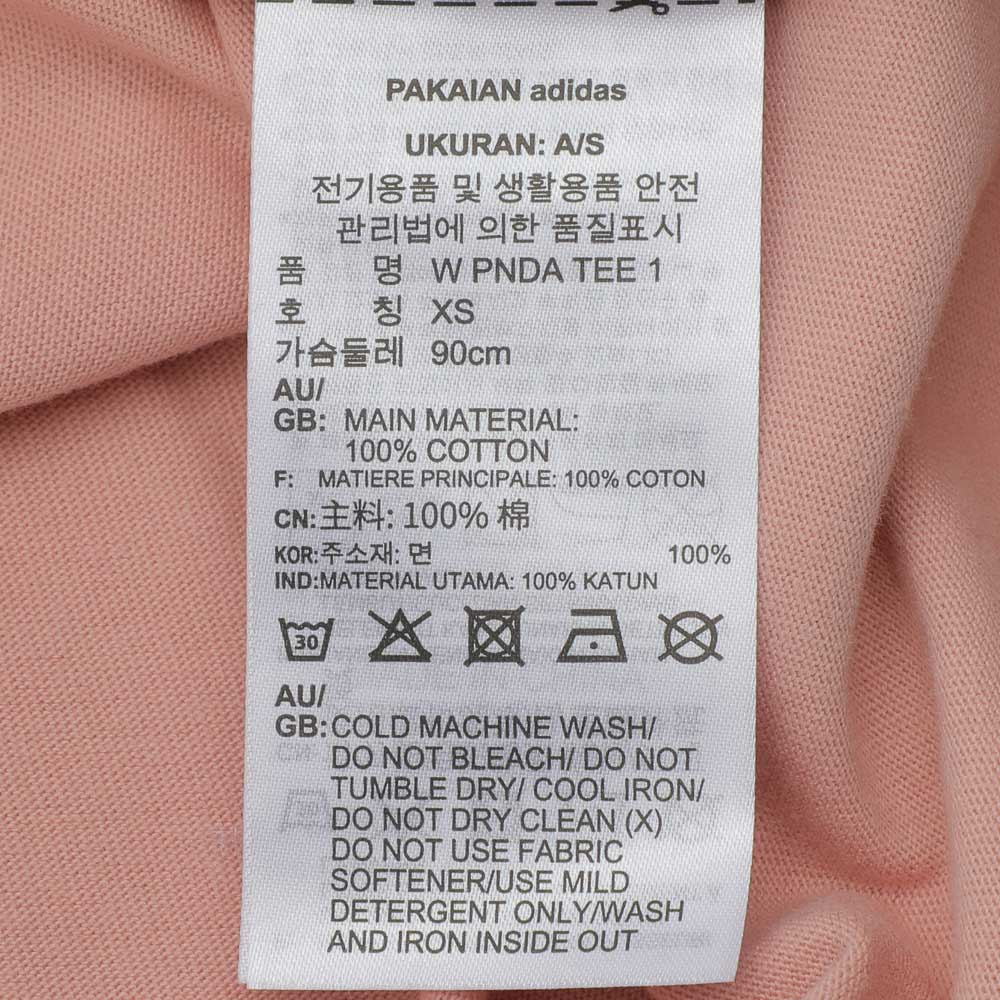 PAKAIAN adidas
UKURAN: A/S
전기용품 및 생활용품 안전
관리법에 의한 품질표시
품 명 W PNDA TEE 1
호 칭 XS
가슴둘레 90cm
AU/
GB: MAIN MATERIAL:
100% COTTON
F: MATIERE PRINCIPALE: 100% COTON
CN:主料: 100% 棉
KOR:주소재: 면 100%
IND:MATERIAL UTAMA: 100% KATUN
30
AU/
GB:COLD MACHINE WASH/
DO NOT BLEACH/ DO NOT
TUMBLE DRY/ COOL IRON/
DO NOT DRY CLEAN (X)
DO NOT USE FABRIC
SOFTENER/USE MILD
DETERGENT ONLY/WASH
AND IRON INSIDE OUT